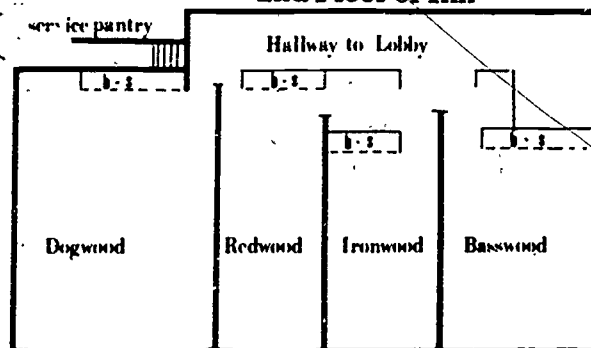 service pantry
Hallway to Lobby
b - s
b - s
b - s
b - s
Dogwood
Redwood
Ironwood
Basswood